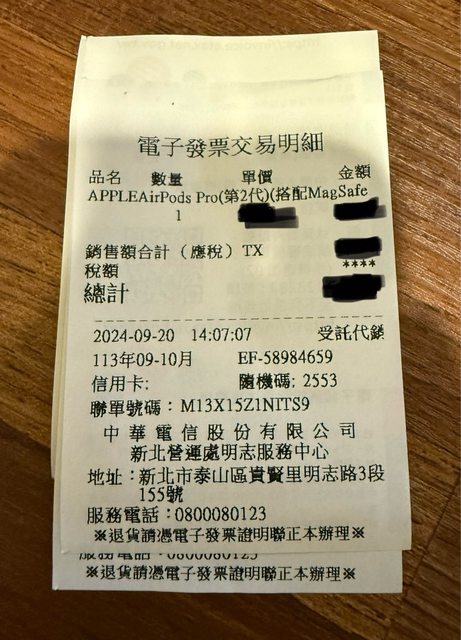 電子發票交易明細
品名 數量 單價 金額
APPLEAirPods Pro(第2代)(搭配MagSafe
1
銷售額合計（應稅）TX
稅額 ****
總計
2024-09-20 14:07:07 受託代銷
113年09-10月 EF-58984659
信用卡: 隨機碼: 2553
聯單號碼：M13X15Z1NITS9
中華電信股份有限公司
新北營運處明志服務中心
地址：新北市泰山區貴賢里明志路3段
155號
服務電話：0800080123
※退貨請憑電子發票證明聯正本辦理※
服務電話：0800080123
※退貨請憑電子發票證明聯正本辦理※